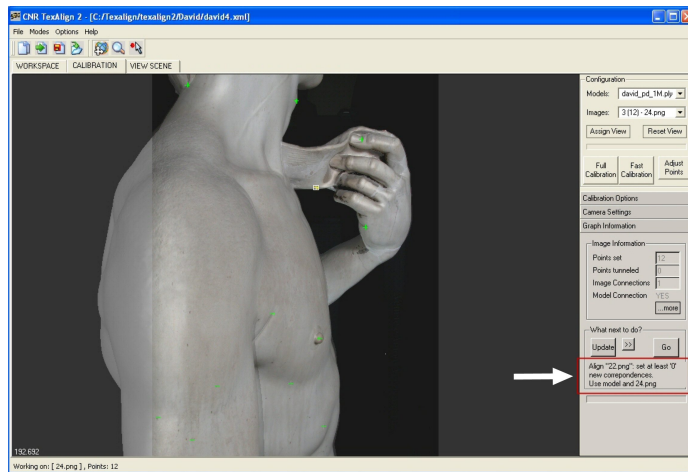 CNR TexAlign 2 - [C:/Texalign/texalign2/David/david4.xml]
File Modes Options Help
WORKSPACE CALIBRATION VIEW SCENE
Configuration
Models: david_pd_1M.ply
Images: 3 (12) - 24.png
Assign View Reset View
Full Calibration
Fast Calibration
Adjust Points
Calibration Options
Camera Settings
Graph Information
Image Information
Points set 12
Points tunneled 0
Image Connections 1
Model Connection YES
...more
What next to do?
Update >> Go
Align "22.png": set at least '0'
new correpondences.
Use model and 24.png
192.692
Working on: [ 24.png ] , Points: 12